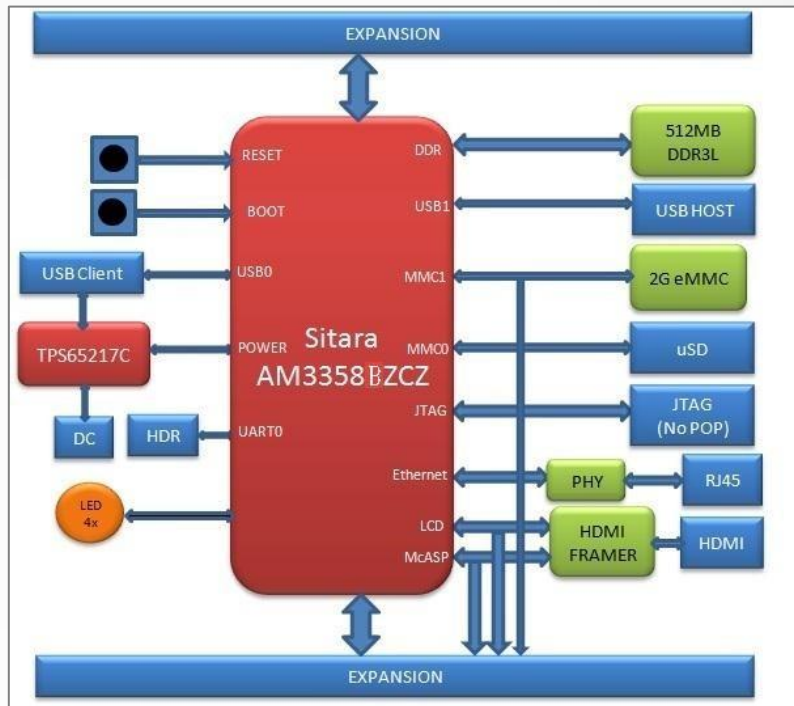 EXPANSION
RESET
BOOT
USB Client
USB0
TPS65217C
POWER
DC
HDR
UART0
LED
4x
Sitara
AM3358BZCZ
DDR
512MB
DDR3L
USB1
USB HOST
MMC1
2G eMMC
MMC0
uSD
JTAG
JTAG
(No POP)
Ethernet
PHY
RJ45
LCD
McASP
HDMI
FRAMER
HDMI
EXPANSION